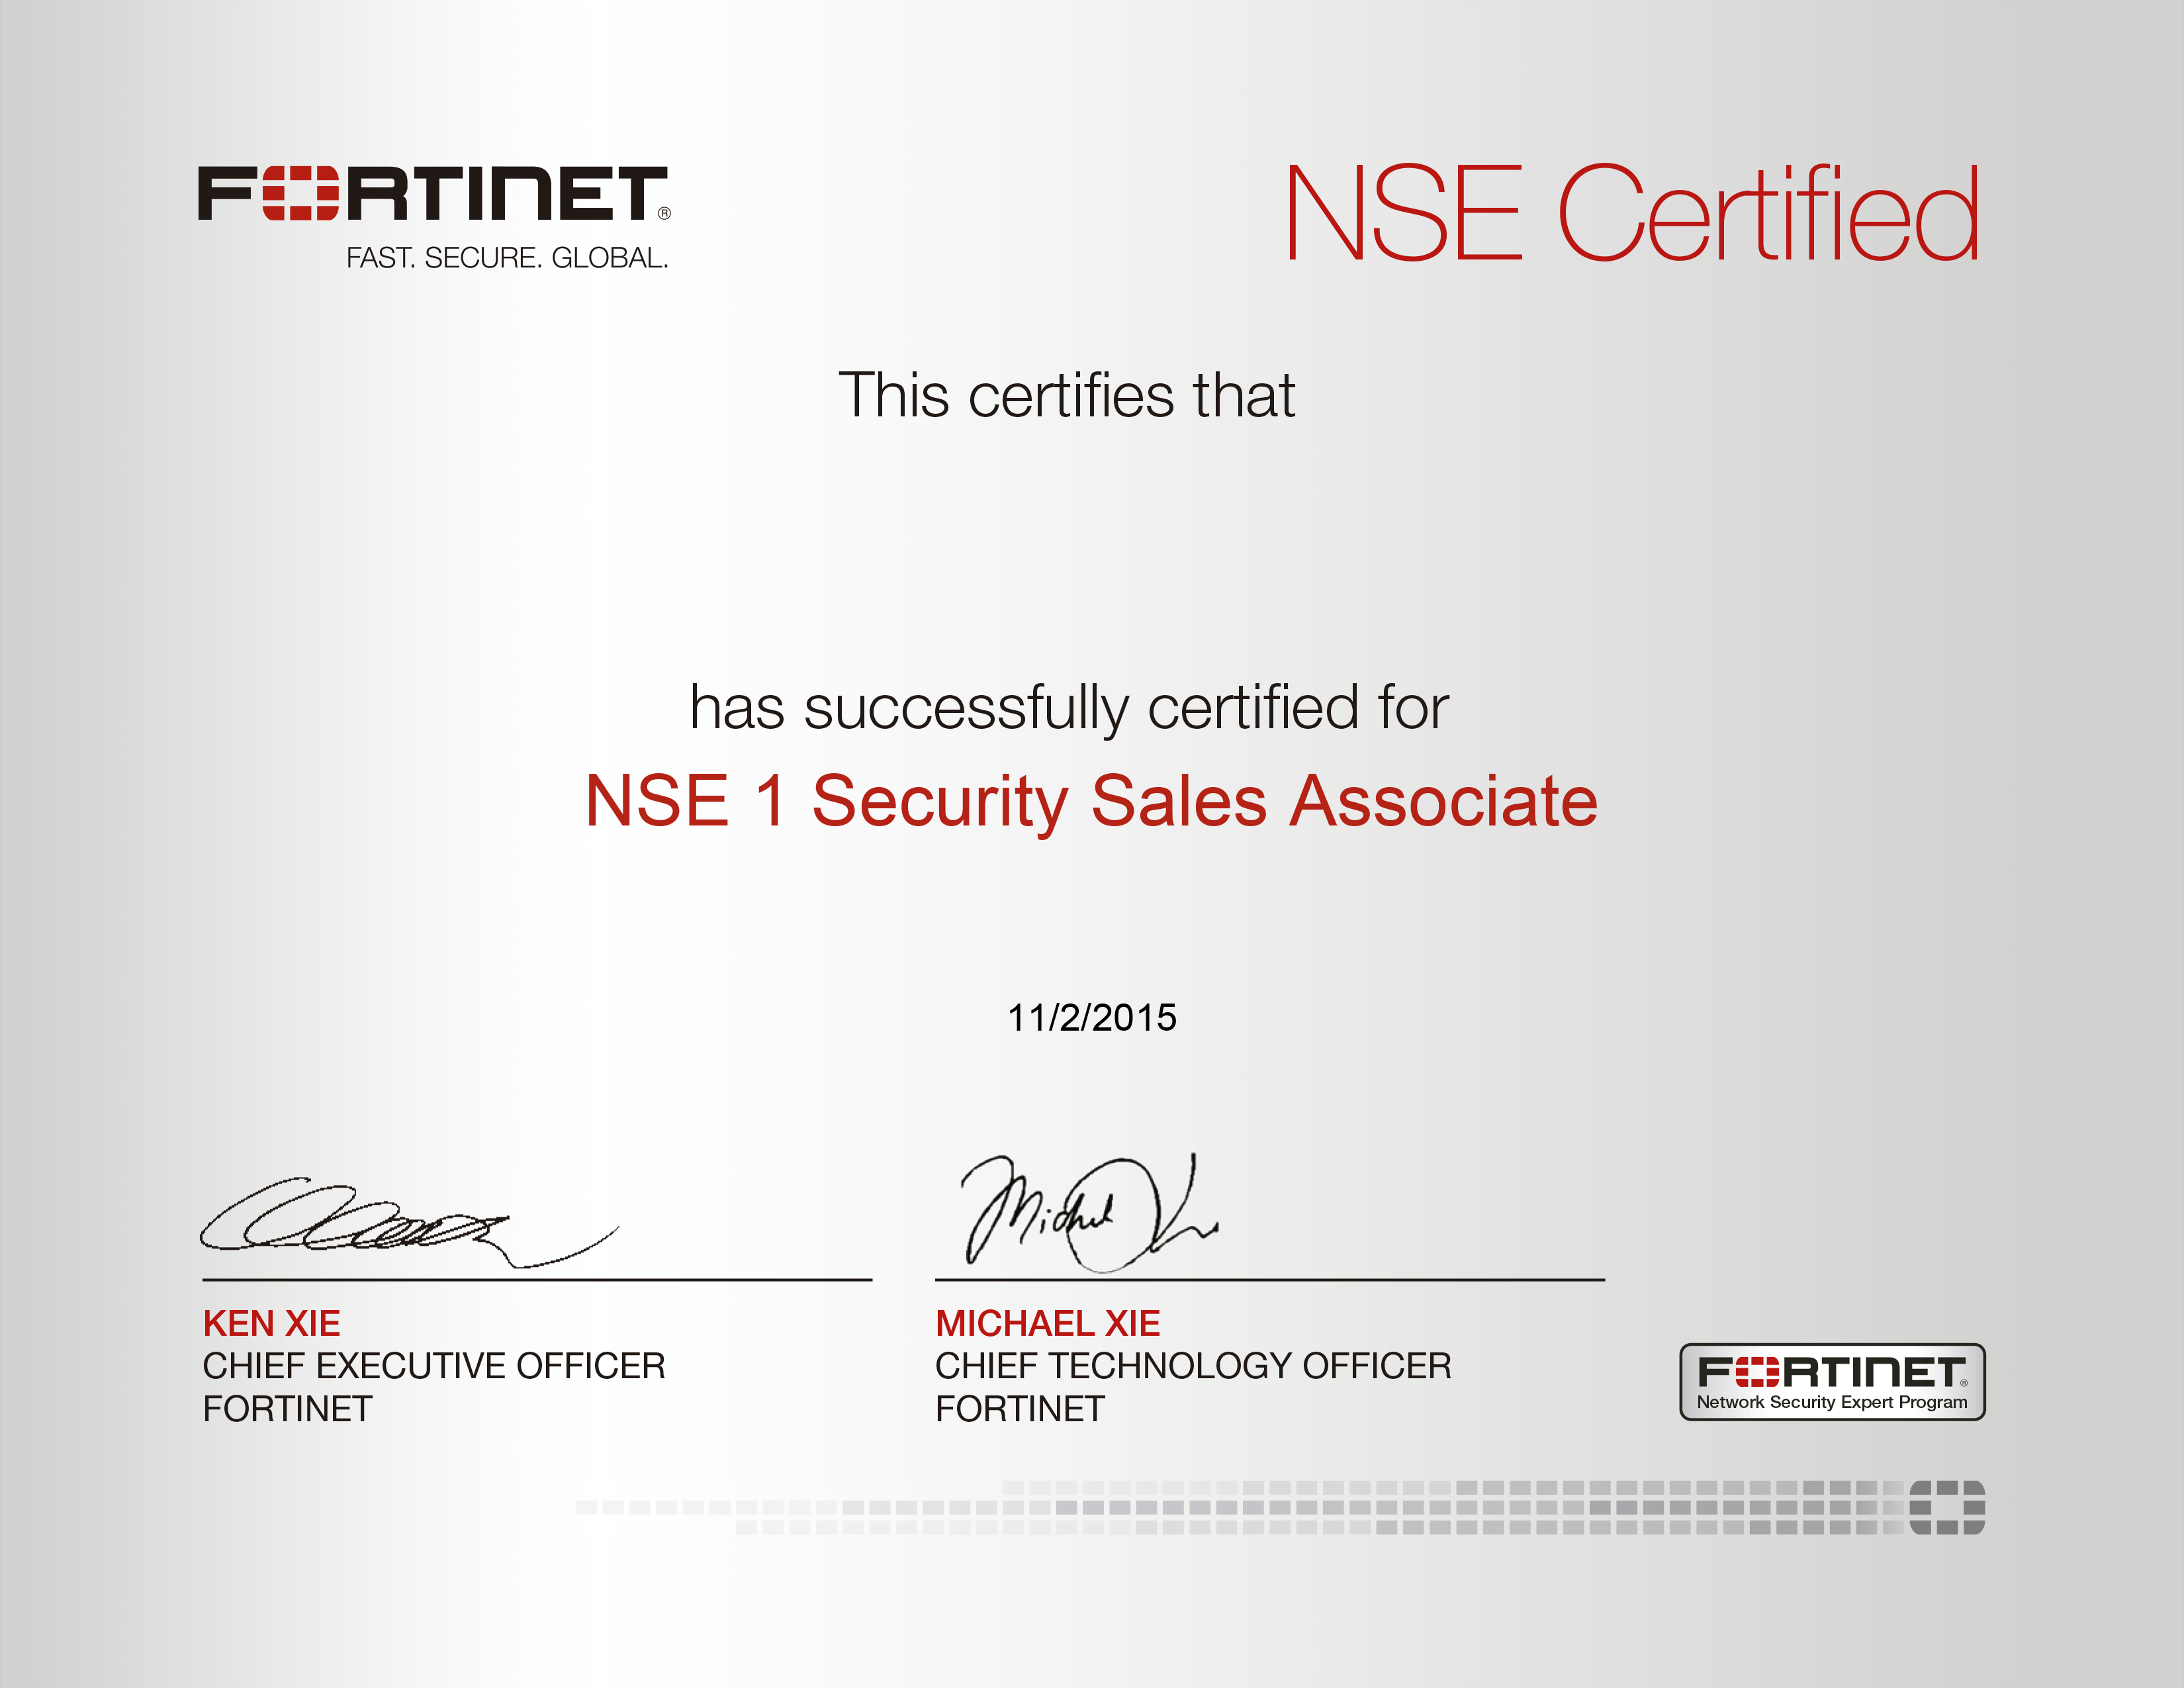 FORTINET®
FAST. SECURE. GLOBAL.
NSE Certified
This certifies that
has successfully certified for
NSE 1 Security Sales Associate
11/2/2015
KEN XIE
CHIEF EXECUTIVE OFFICER
FORTINET
MICHAEL XIE
CHIEF TECHNOLOGY OFFICER
FORTINET
FORTINET®
Network Security Expert Program